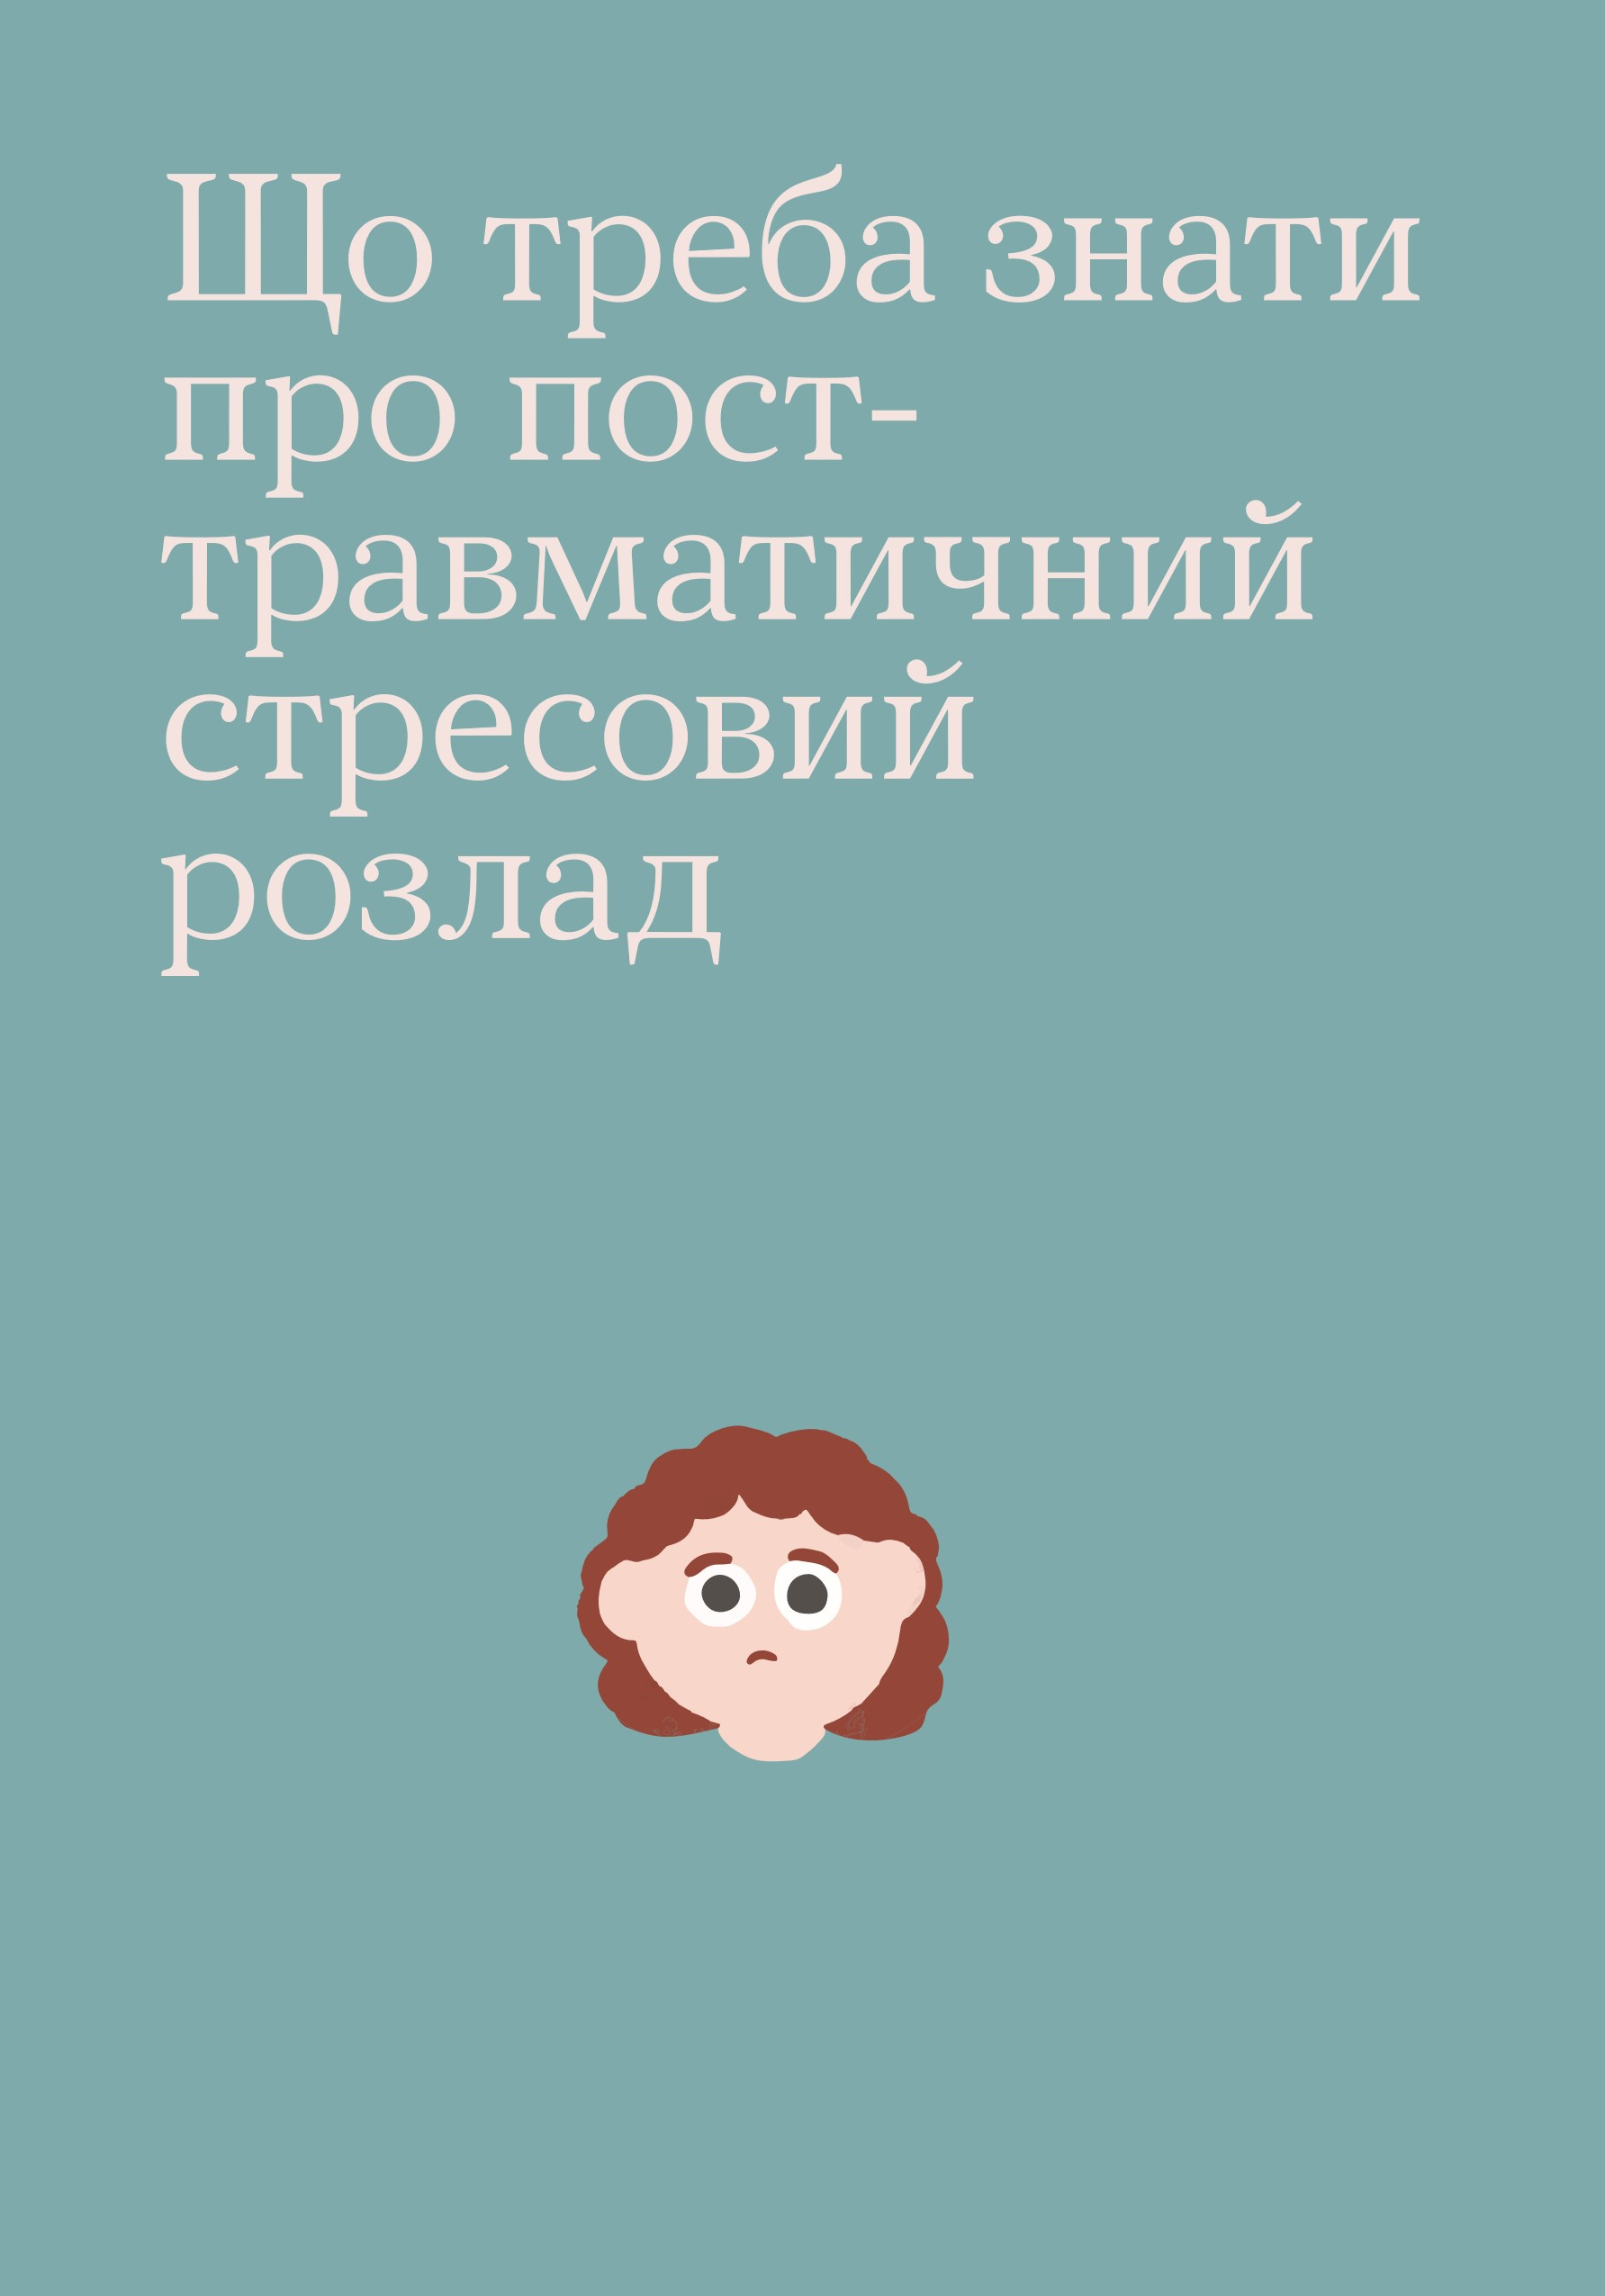 Що треба знати
про пост-
травматичний
стресовий
розлад